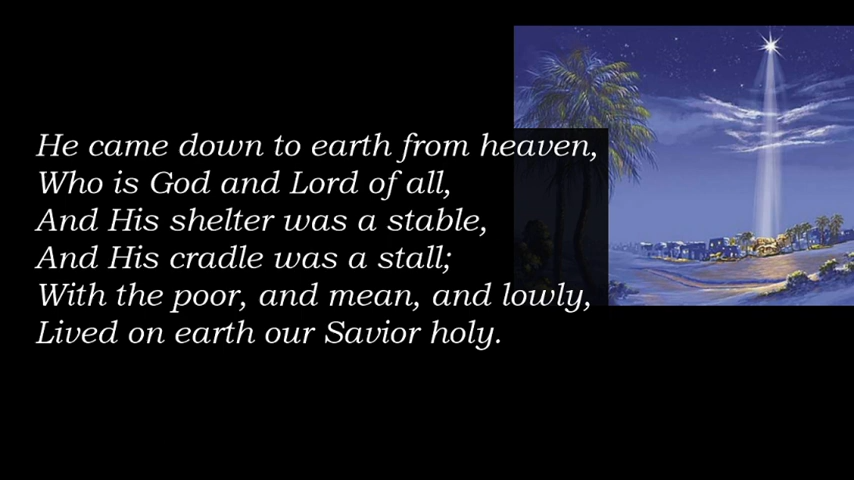 He came down to earth from heaven,
Who is God and Lord of all,
And His shelter was a stable,
And His cradle was a stall;
With the poor, and mean, and lowly,
Lived on earth our Savior holy.